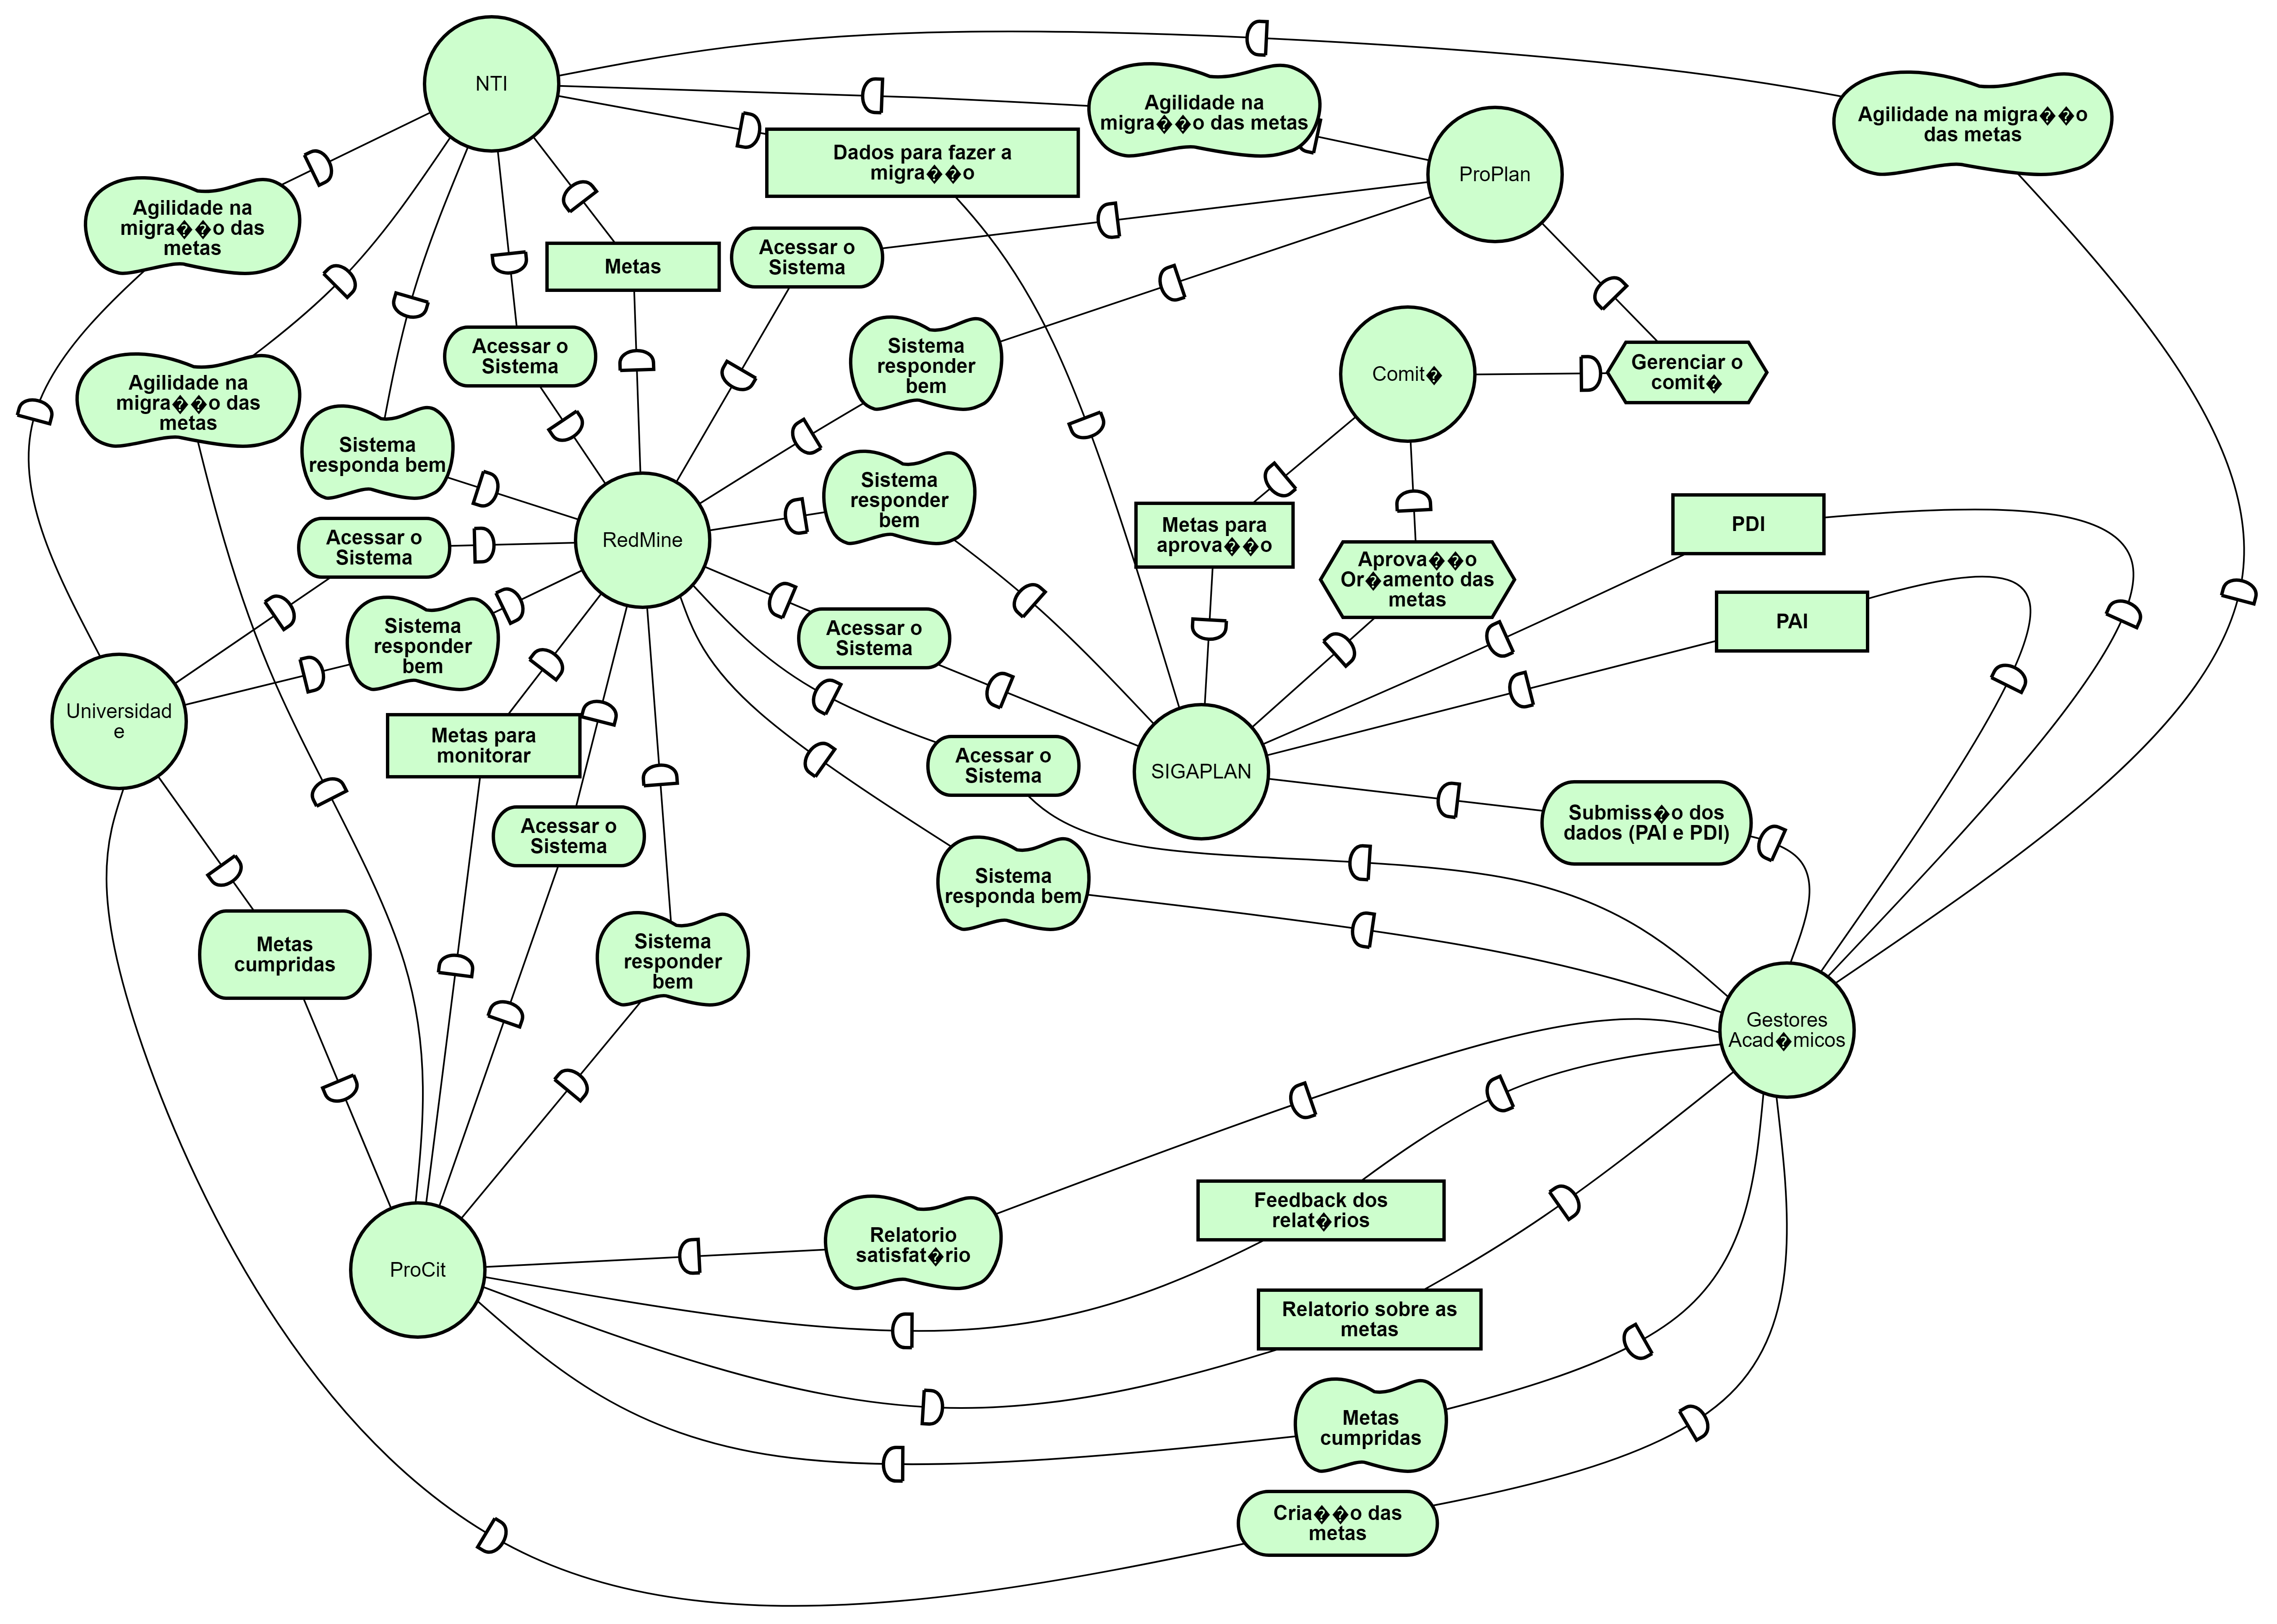 NTI
Agilidade na
migra��o das metas
Agilidade na migra��o
das metas
Dados para fazer a
migra��o
ProPlan
Agilidade na
migra��o das
metas
Metas
Acessar o
Sistema
Acessar o
Sistema
Sistema
responder
bem
Comit�
Gerenciar o
comit�
Agilidade na
migra��o das
metas
Sistema
responda bem
Sistema
responder
bem
Metas para
aprova��o
PDI
Acessar o
Sistema
RedMine
Aprova��o
Or�amento das
metas
PAI
Sistema
responder
bem
Acessar o
Sistema
Universidad
e
Metas para
monitorar
Acessar o
Sistema
SIGAPLAN
Acessar o
Sistema
Submiss�o dos
dados (PAI e PDI)
Sistema
responda bem
Metas
cumpridas
Sistema
responder
bem
Gestores
Acad�micos
Feedback dos
relat�rios
Relatorio
satisfat�rio
ProCit
Relatorio sobre as
metas
Metas
cumpridas
Cria��o das
metas